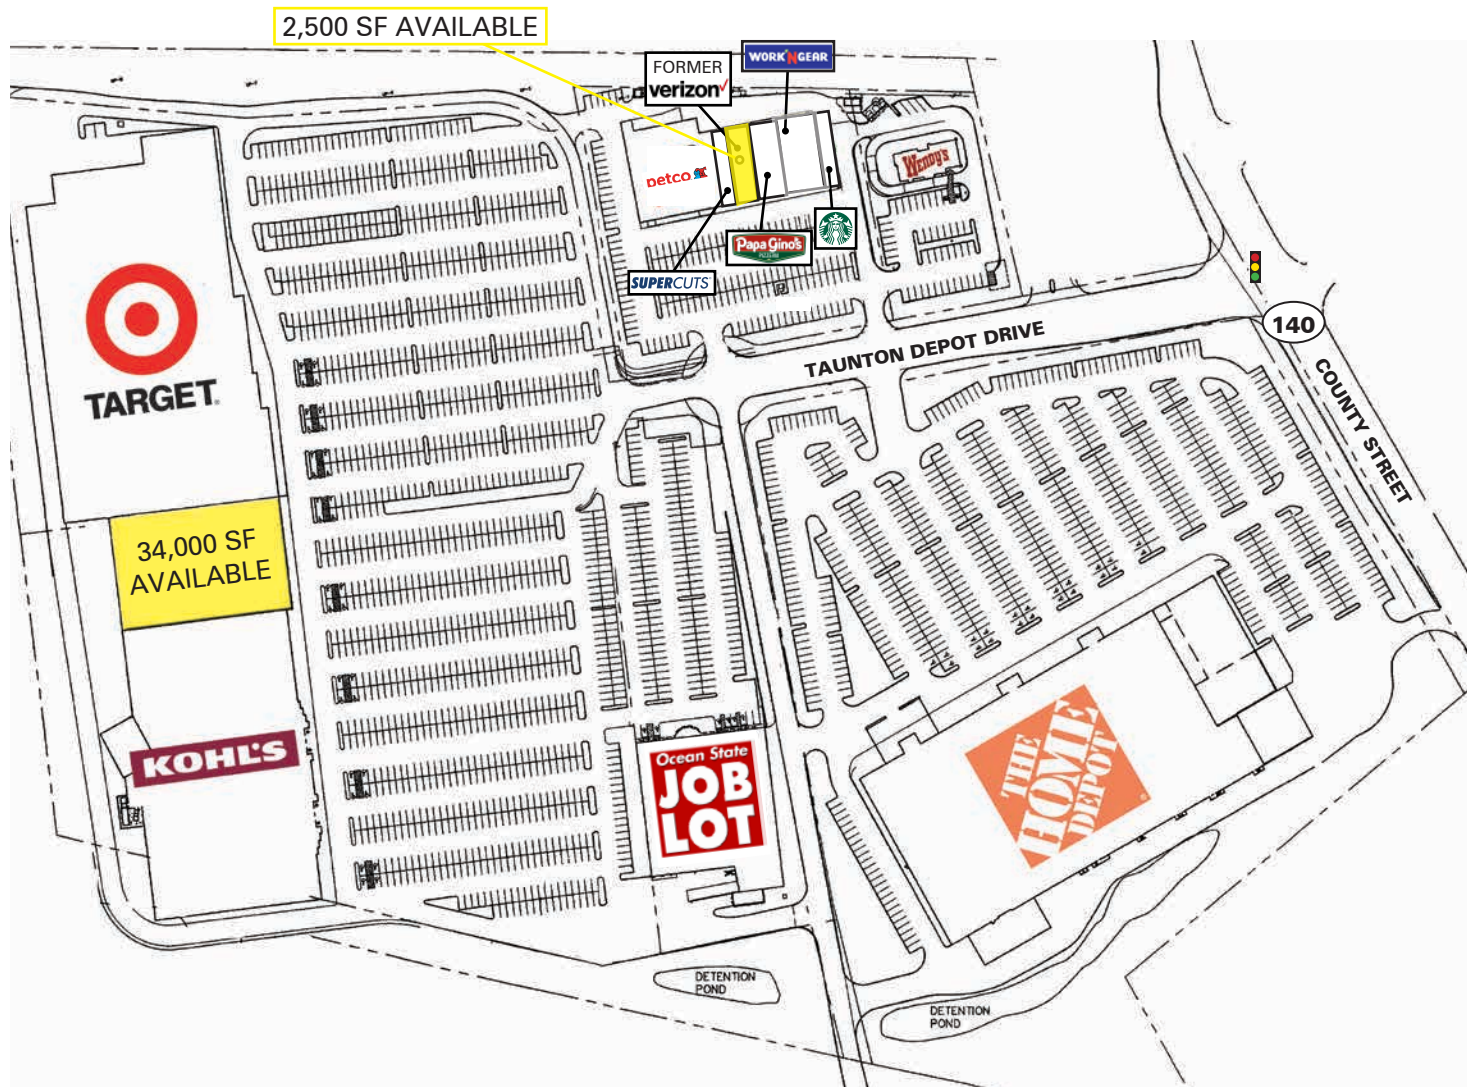 2,500 SF AVAILABLE
FORMER
verizon
WORK'NGEAR
WENDY'S
petco
Papa Gino's
SUPERCUTS
TARGET
TAUNTON DEPOT DRIVE
140
COUNTY STREET
34,000 SF
AVAILABLE
KOHL'S
Ocean State
JOB
LOT
THE
HOME
DEPOT
DETENTION
POND
DETENTION
POND